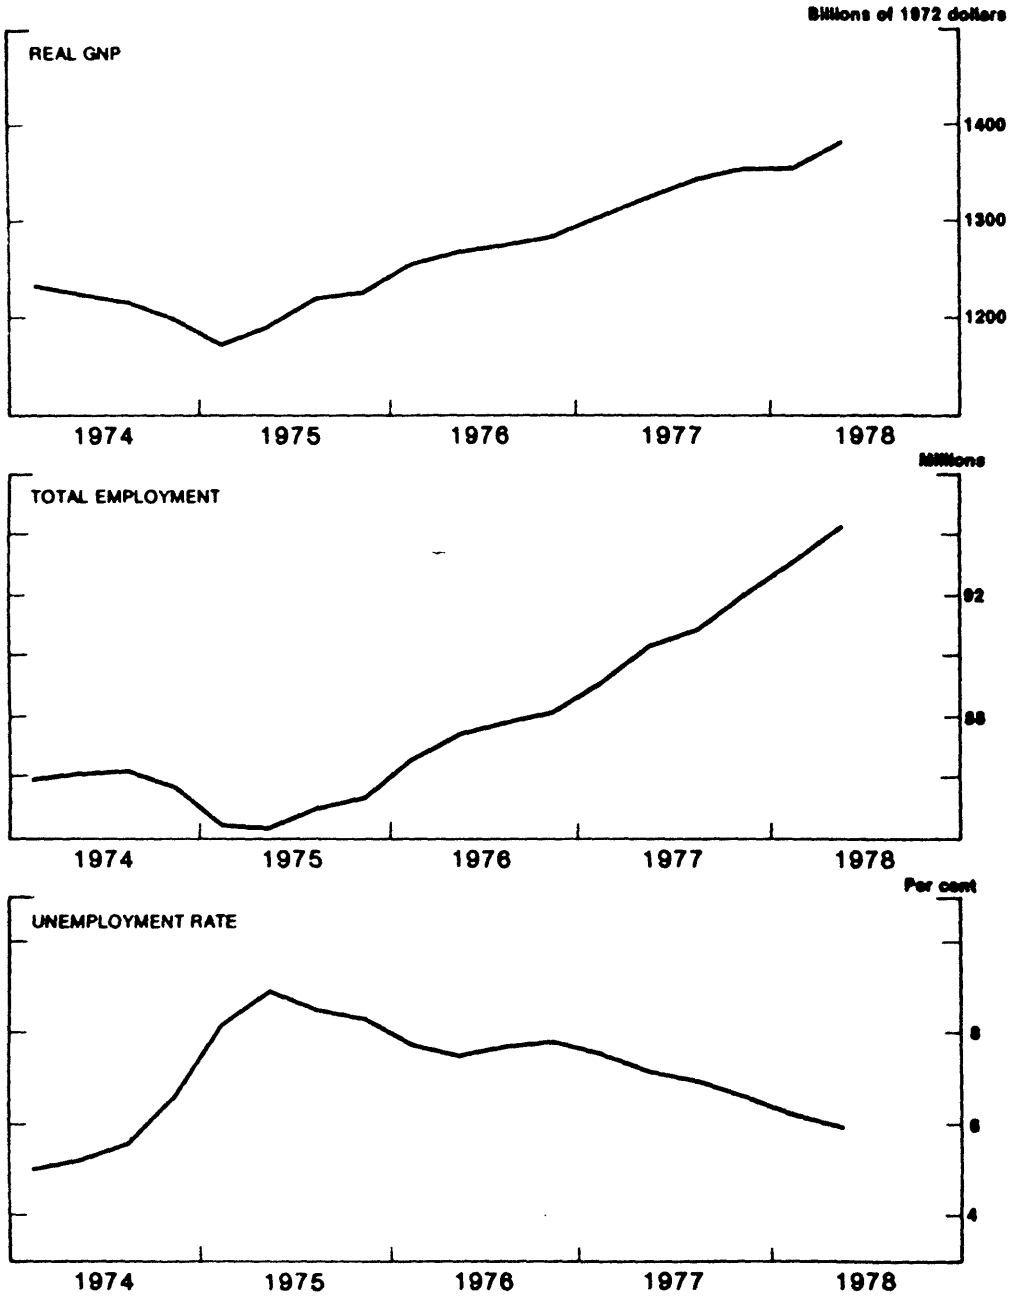 Billions of 1972 dollars
REAL GNP
1400
1300
1200
1974 1975 1976 1977 1978
Millions
TOTAL EMPLOYMENT
92
88
1974 1975 1976 1977 1978
Per cent
UNEMPLOYMENT RATE
8
6
4
1974 1975 1976 1977 1978